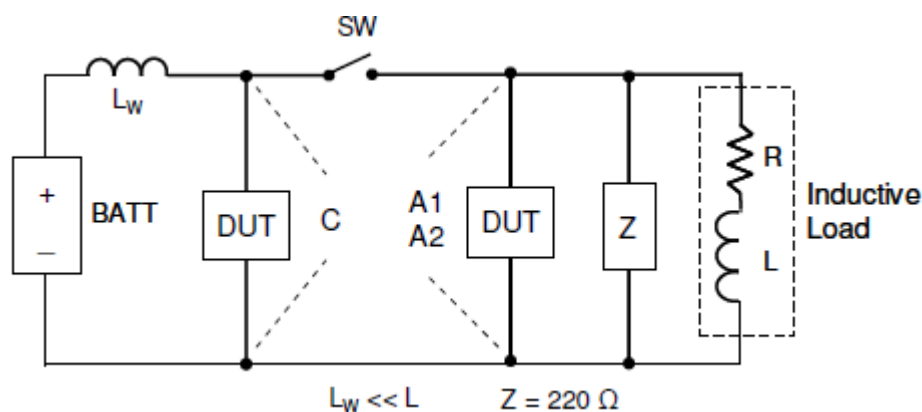 SW
L_W
+
BATT
–
DUT
C
A1
A2
DUT
Z
R
L
Inductive
Load
L_W << L
Z = 220 Ω